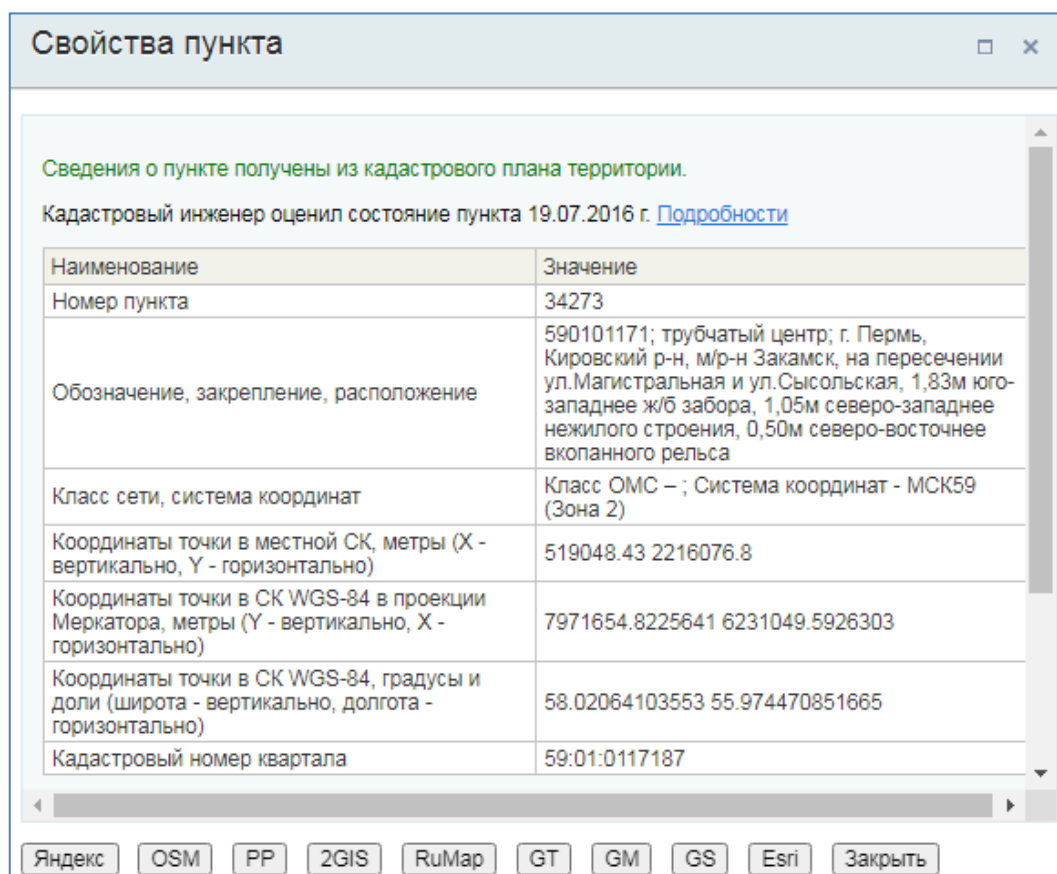 Свойства пункта
Сведения о пункте получены из кадастрового плана территории.
Кадастровый инженер оценил состояние пункта 19.07.2016 г. Подробности
Наименование Значение
Номер пункта 34273
Обозначение, закрепление, расположение
590101171; трубчатый центр; г. Пермь,
Кировский р-н, м/р-н Закамск, на пересечении
ул.Магистральная и ул.Сысольская, 1,83м юго-
западнее ж/б забора, 1,05м северо-западнее
нежилого строения, 0,50м северо-восточнее
вкопанного рельса
Класс сети, система координат
Класс ОМС – ; Система координат - МСК59
(Зона 2)
Координаты точки в местной СК, метры (X -
вертикально, Y - горизонтально)
519048.43 2216076.8
Координаты точки в СК WGS-84 в проекции
Меркатора, метры (Y - вертикально, X -
горизонтально)
7971654.8225641 6231049.5926303
Координаты точки в СК WGS-84, градусы и
доли (широта - вертикально, долгота -
горизонтально)
58.02064103553 55.974470851665
Кадастровый номер квартала 59:01:0117187
Яндекс OSM PP 2GIS RuMap GT GM GS Esri Закрыть